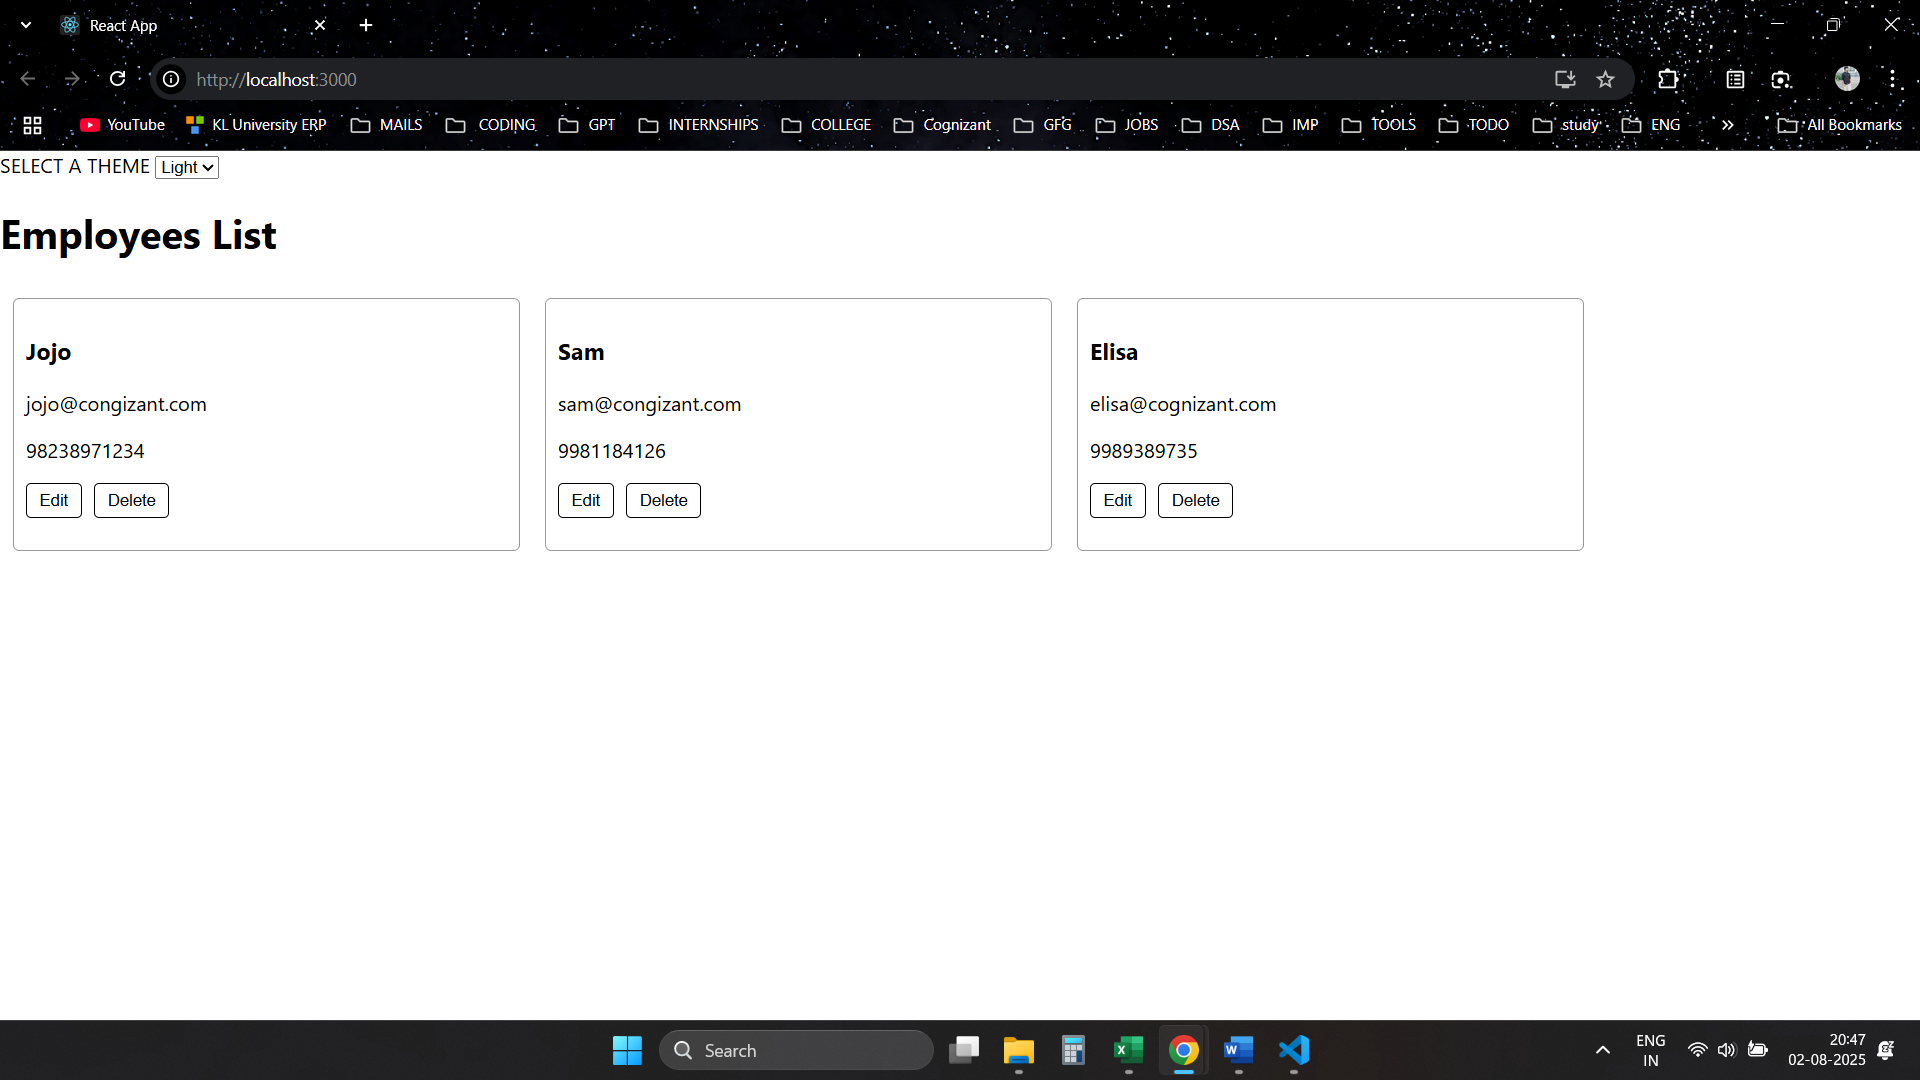 React App
http://localhost:3000
YouTube KL University ERP MAILS CODING GPT INTERNSHIPS COLLEGE Cognizant GFG JOBS DSA IMP TOOLS TODO study ENG » All Bookmarks
SELECT A THEME Light
Employees List
Jojo
jojo@congizant.com
98238971234
Edit Delete
Sam
sam@congizant.com
9981184126
Edit Delete
Elisa
elisa@cognizant.com
9989389735
Edit Delete
Search
ENG
IN
20:47
02-08-2025